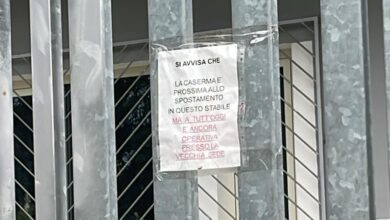 SI AVVISA CHE
LA CASERMA E
PROSSIMA ALLO
SPOSTAMENTO
IN QUESTO STABILE
MA A TUTT'OGGI
E ANCORA
OPERATIVA
PRESSO LA
VECCHIA SEDE